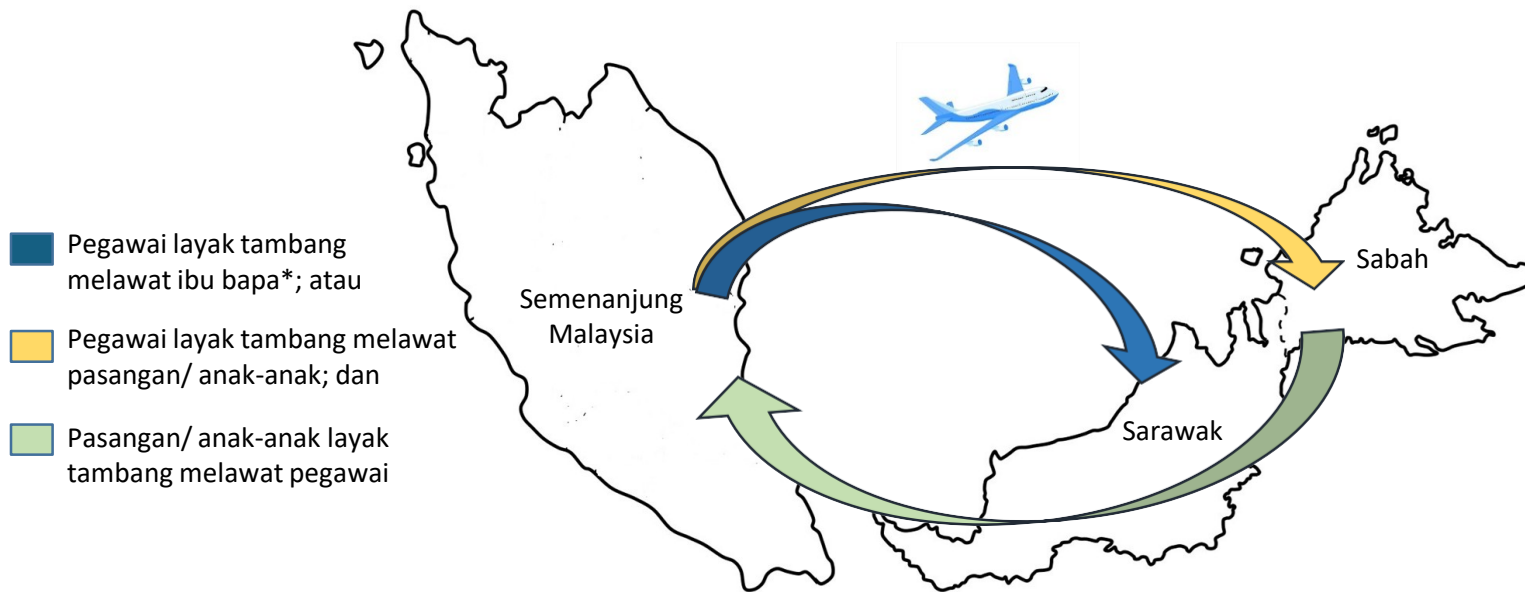 Pegawai layak tambang
melawat ibu bapa*; atau
Pegawai layak tambang melawat
pasangan/ anak-anak; dan
Pasangan/ anak-anak layak
tambang melawat pegawai
Semenanjung
Malaysia
Sabah
Sarawak